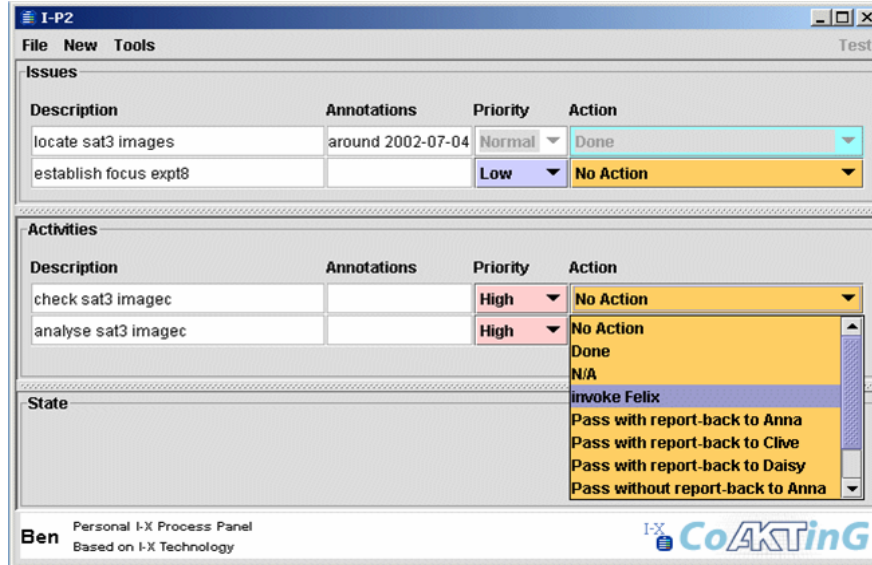 I-P2
File New Tools Test
Issues
Description Annotations Priority Action
locate sat3 images around 2002-07-04 Normal Done
establish focus expt8 Low No Action
Activities
Description Annotations Priority Action
check sat3 imagec High No Action
analyse sat3 imagec High
No Action
Done
N/A
invoke Felix
Pass with report-back to Anna
Pass with report-back to Clive
Pass with report-back to Daisy
Pass without report-back to Anna
State
Ben
Personal I-X Process Panel
Based on I-X Technology
I-X
CoAKTinG